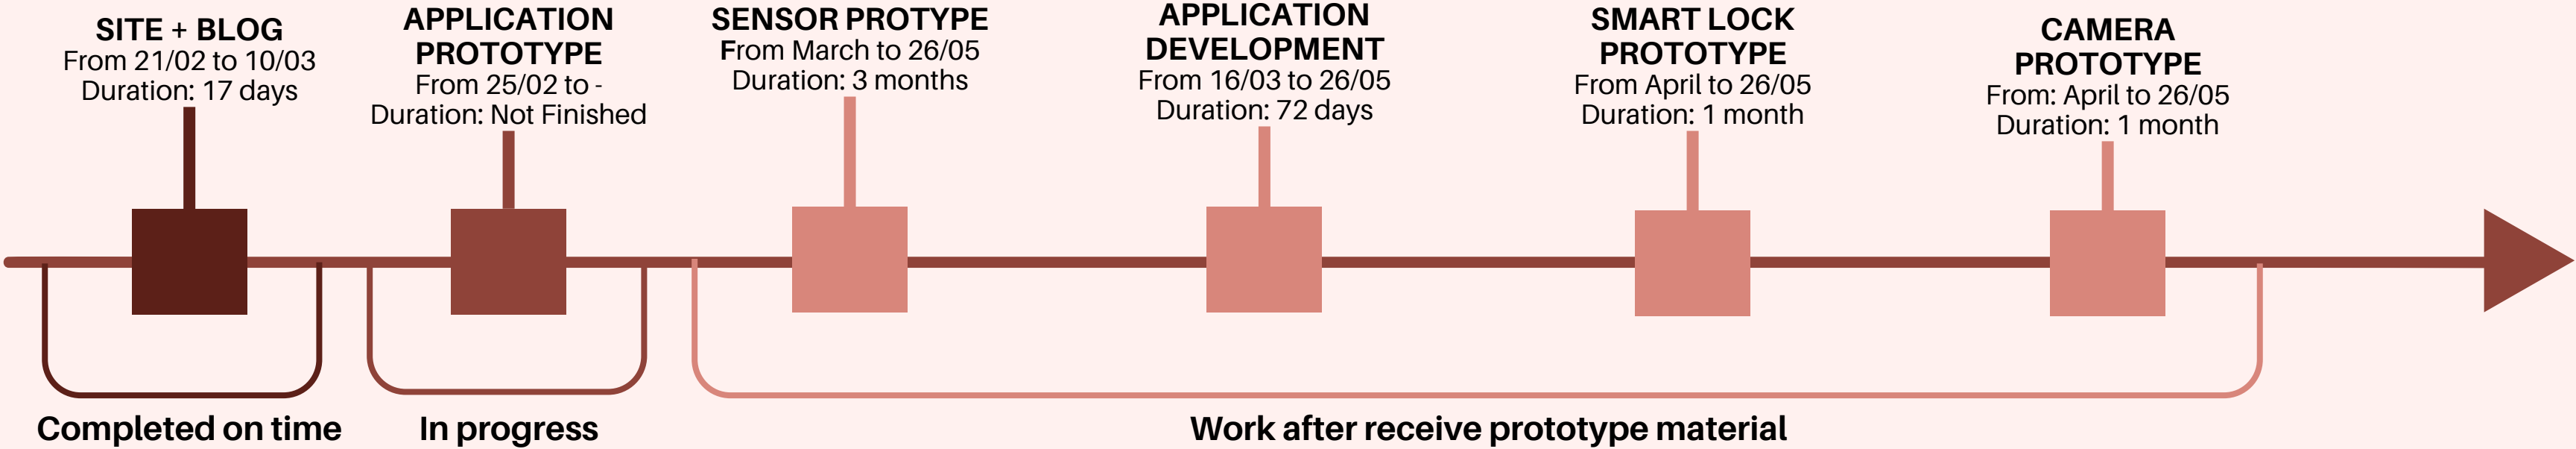 SITE + BLOG
From 21/02 to 10/03
Duration: 17 days
APPLICATION
PROTOTYPE
From 25/02 to -
Duration: Not Finished
SENSOR PROTYPE
From March to 26/05
Duration: 3 months
APPLICATION
DEVELOPMENT
From 16/03 to 26/05
Duration: 72 days
SMART LOCK
PROTOTYPE
From April to 26/05
Duration: 1 month
CAMERA
PROTOTYPE
From: April to 26/05
Duration: 1 month
Completed on time
In progress
Work after receive prototype material